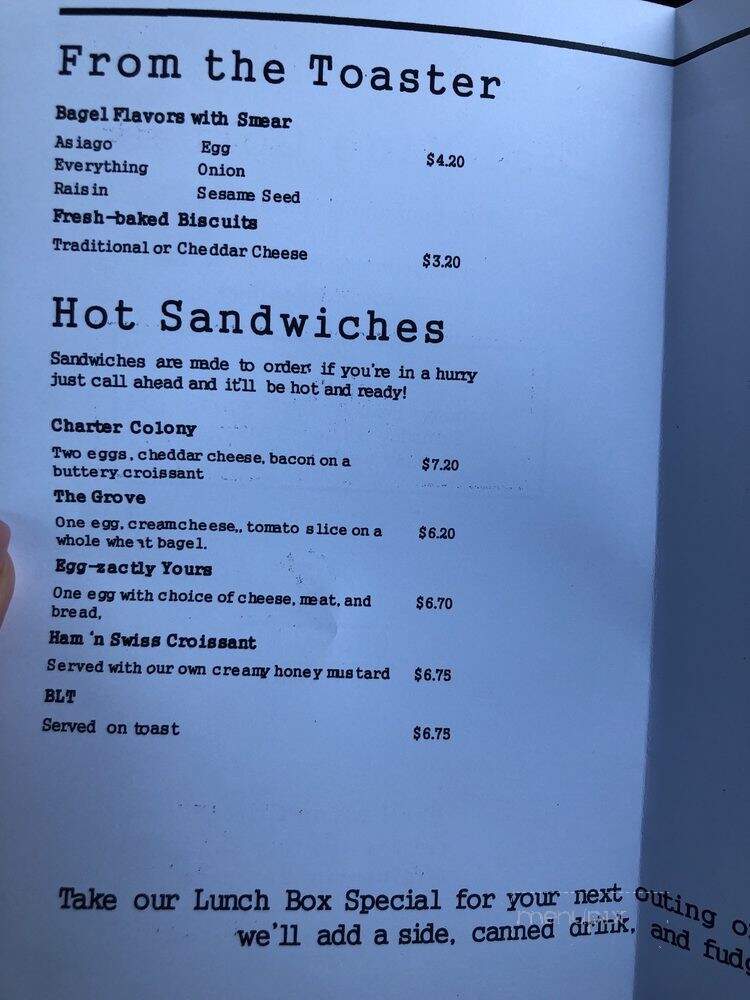 From the Toaster
Bagel Flavors with Smear
Asiago Egg
$4.20
Everything Onion
Raisin Sesame Seed
Fresh-baked Biscuits
Traditional or Cheddar Cheese $3.20
Hot Sandwiches
Sandwiches are made to order: if you're in a hurry
just call ahead and it'll be hot and ready!
Charter Colony
Two eggs, cheddar cheese, bacon on a $7.20
buttery croissant
The Grove
One egg, creamcheese,, tomato slice on a $6.20
whole wheat bagel.
Egg-zactly Yours
One egg with choice of cheese, meat, and $6.70
bread,
Ham 'n Swiss Croissant
Served with our own creamy honey mustard $6.75
BLT
Served on toast $6.75
Take our Lunch Box Special for your next outing o
we'll add a side, canned drink, and fudg
menupix